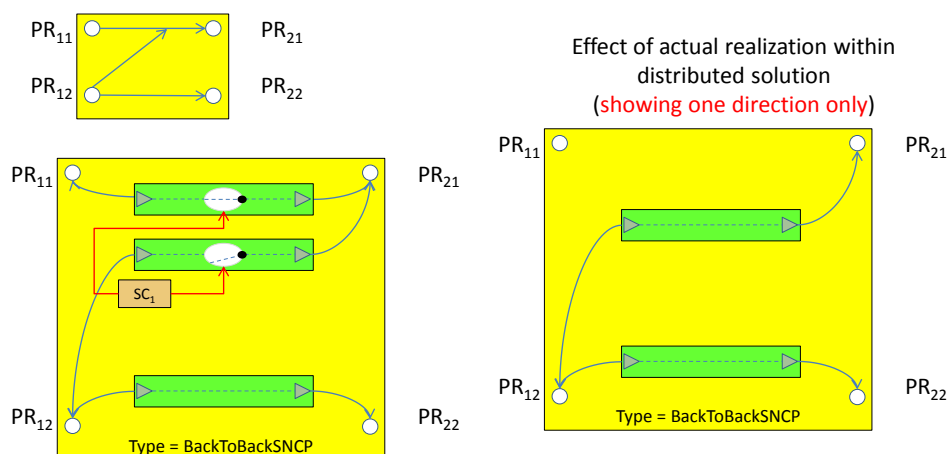 PR11
PR21
PR12
PR22
Effect of actual realization within
distributed solution
(showing one direction only)
PR11
PR21
SC1
PR12
PR22
Type = BackToBackSNCP
PR11
PR21
PR12
PR22
Type = BackToBackSNCP